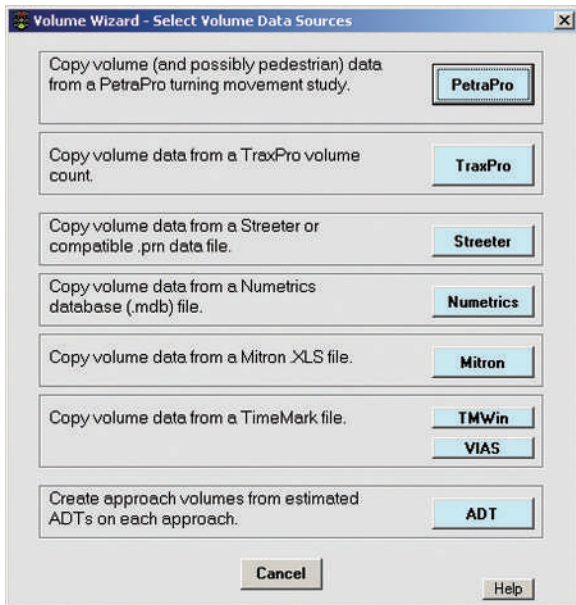 Volume Wizard - Select Volume Data Sources
Copy volume (and possibly pedestrian) data
from a PetraPro turning movement study.
PetraPro
Copy volume data from a TraxPro volume
count.
TraxPro
Copy volume data from a Streeter or
compatible .prn data file.
Streeter
Copy volume data from a Numetrics
database (.mdb) file.
Numetrics
Copy volume data from a Mitron .XLS file.
Mitron
Copy volume data from a TimeMark file.
TMWin
VIAS
Create approach volumes from estimated
ADTs on each approach.
ADT
Cancel
Help